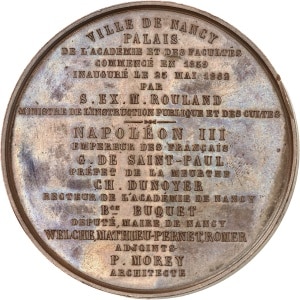 VILLE DE NANCY
PALAIS
DE L'ACADÉMIE ET DES FACULTÉS
COMMENCÉ EN 1859
INAUGURÉ LE 25 MAI 1862
PAR
S. EX. M. ROULAND
MINISTRE DE L'INSTRUCTION PUBLIQUE ET DES CULTES
NAPOLÉON III
EMPEREUR DES FRANÇAIS
G. DE SAINT-PAUL
PRÉFET DE LA MEURTHE
CH. DUNOYER
RECTEUR DE L'ACADÉMIE DE NANCY
BON BUQUET
DÉPUTÉ, MAIRE DE NANCY
WELCHE, MATHIEU-PERNET, ROMER
ADJOINTS
P. MOREY
ARCHITECTE